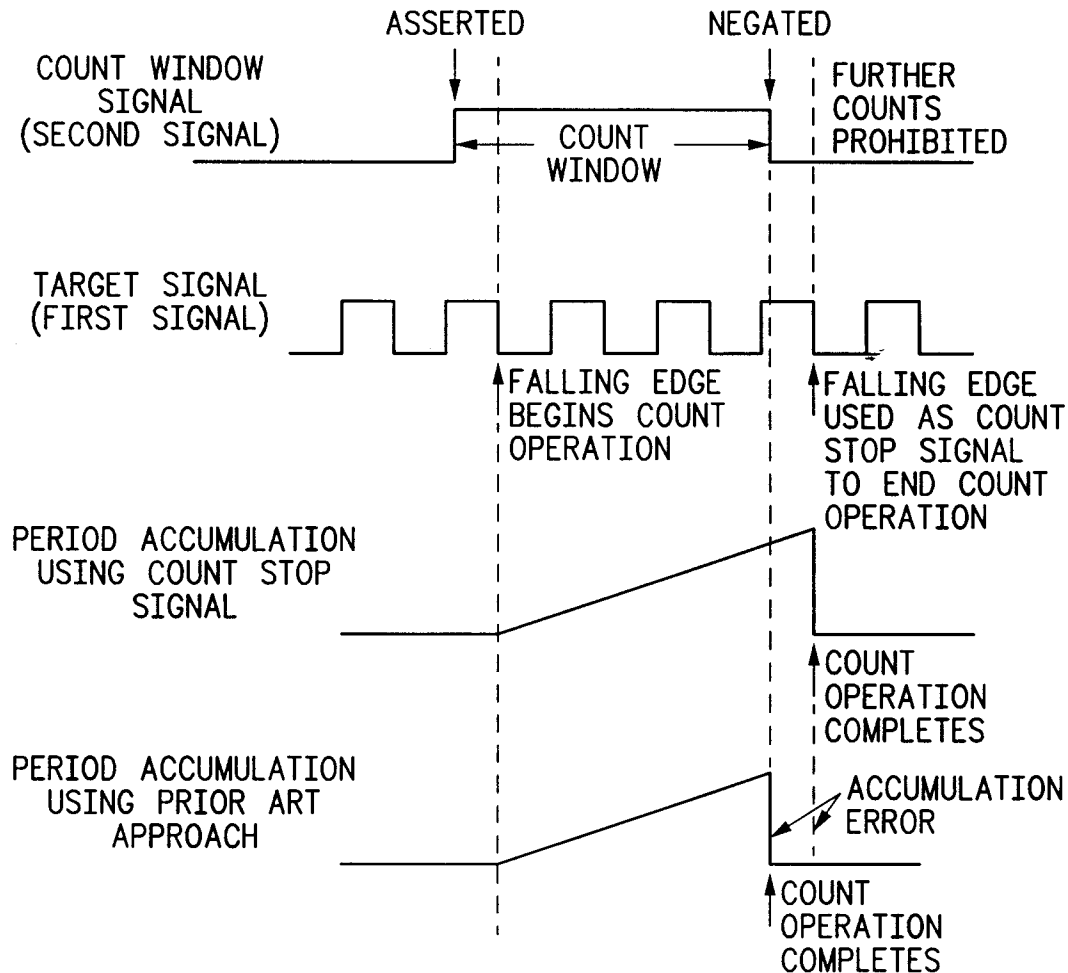 ASSERTED
NEGATED
COUNT WINDOW
SIGNAL
(SECOND SIGNAL)
COUNT
WINDOW
FURTHER
COUNTS
PROHIBITED
TARGET SIGNAL
(FIRST SIGNAL)
FALLING EDGE
BEGINS COUNT
OPERATION
FALLING EDGE
USED AS COUNT
STOP SIGNAL
TO END COUNT
OPERATION
PERIOD ACCUMULATION
USING COUNT STOP
SIGNAL
COUNT
OPERATION
COMPLETES
PERIOD ACCUMULATION
USING PRIOR ART
APPROACH
ACCUMULATION
ERROR
COUNT
OPERATION
COMPLETES